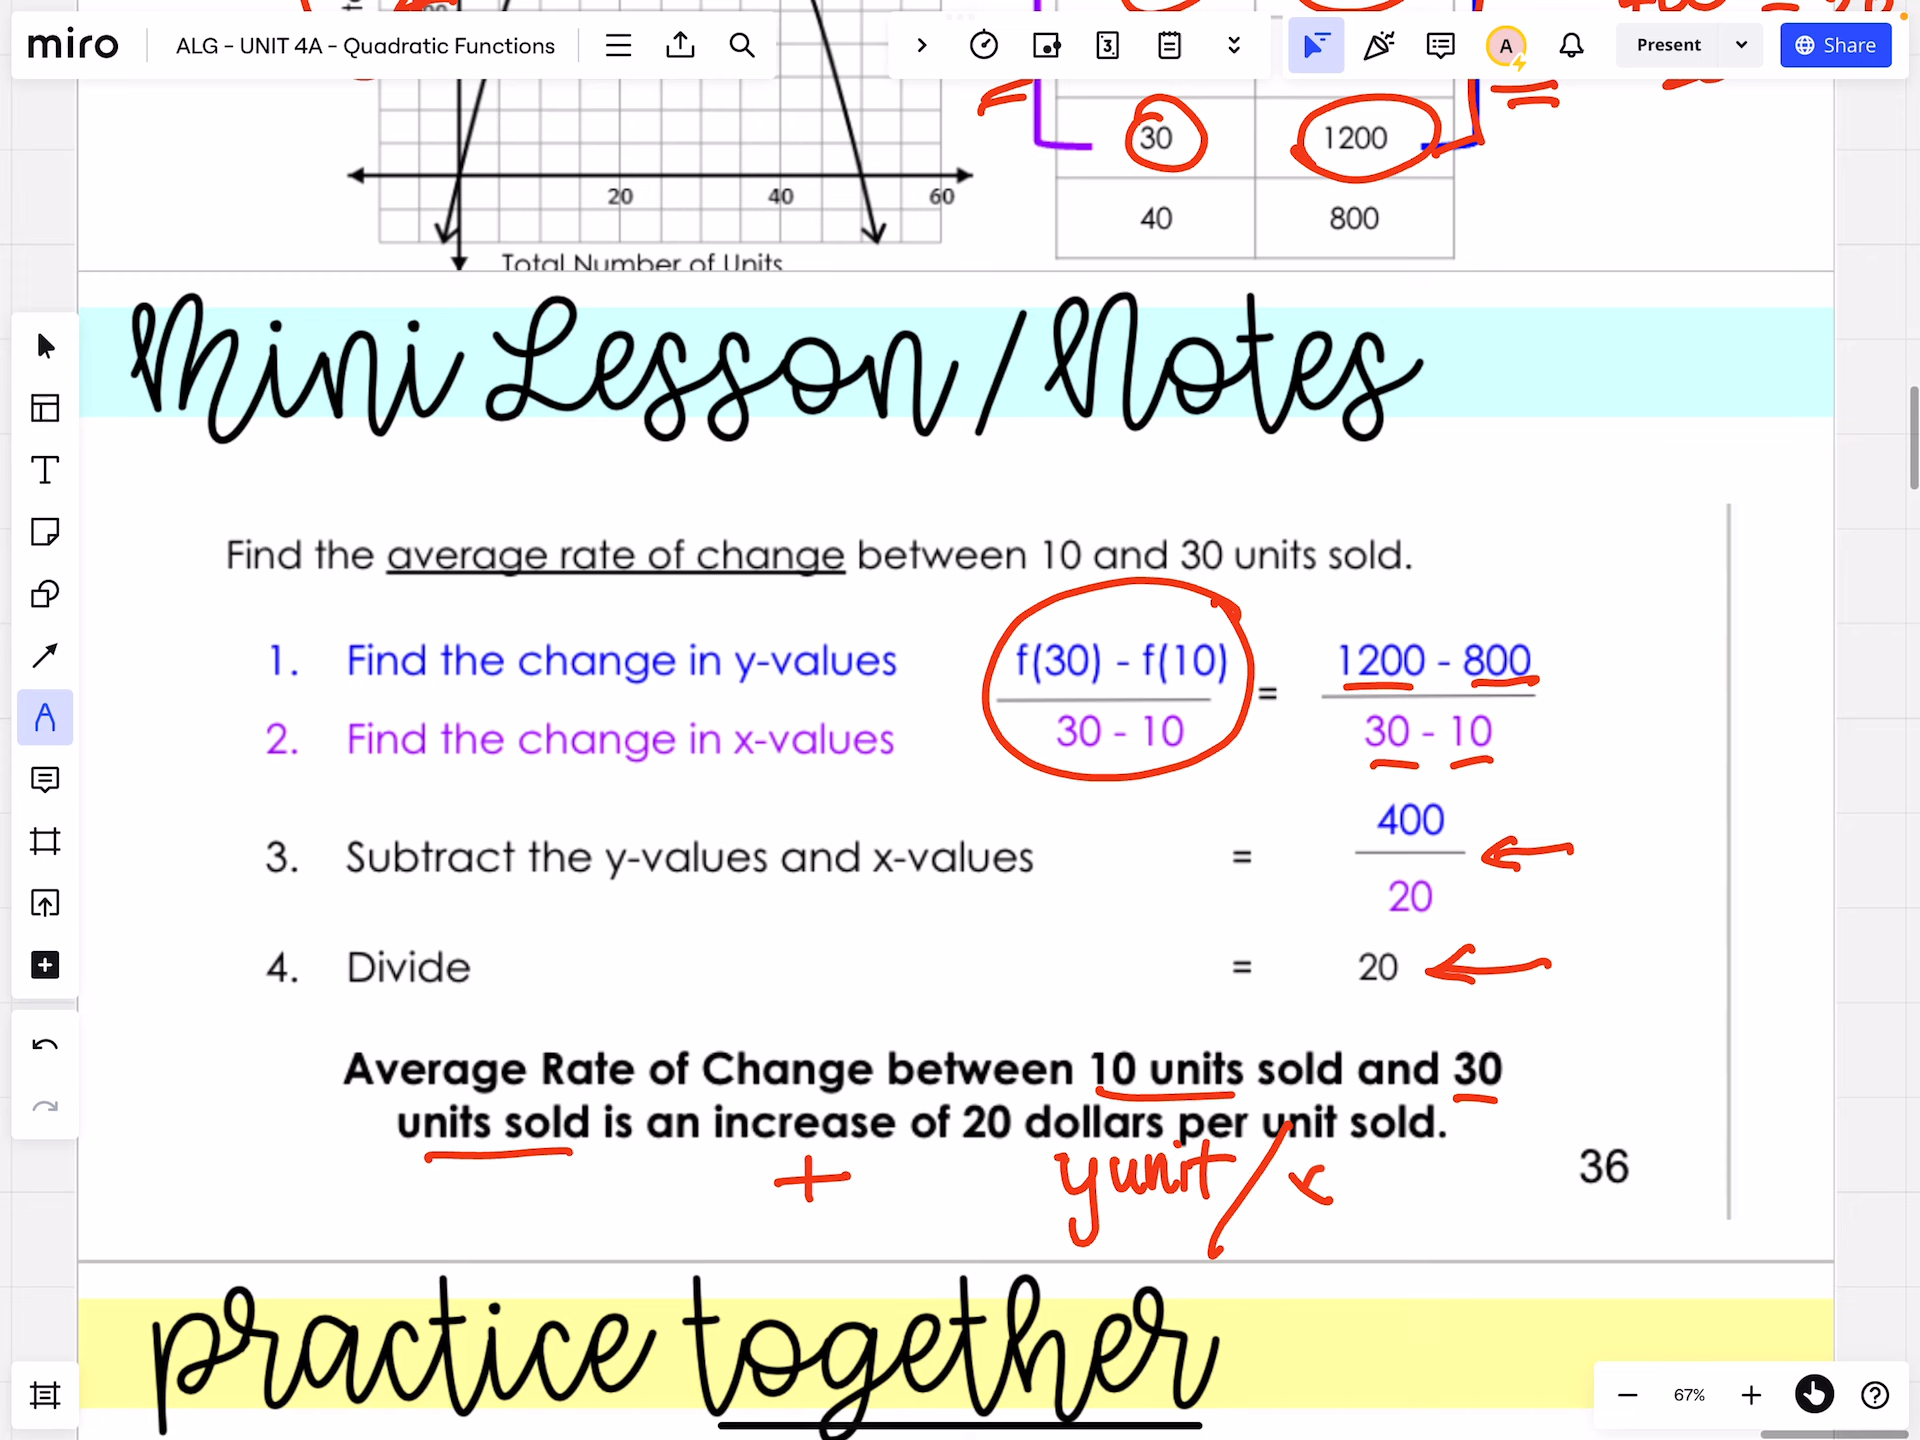 miro
ALG - UNIT 4A - Quadratic Functions
3
A
Present
Share
30 1200
20 40 60
40 800
Total Number of Units
Mini Lesson/Notes
Find the average rate of change between 10 and 30 units sold.
1. Find the change in y-values f(30) - f(10) = 1200 - 800
2. Find the change in x-values 30 - 10 30 - 10
3. Subtract the y-values and x-values = 400
20
4. Divide = 20
Average Rate of Change between 10 units sold and 30
units sold is an increase of 20 dollars per unit sold.
+ y unit / x
36
practice together
67%